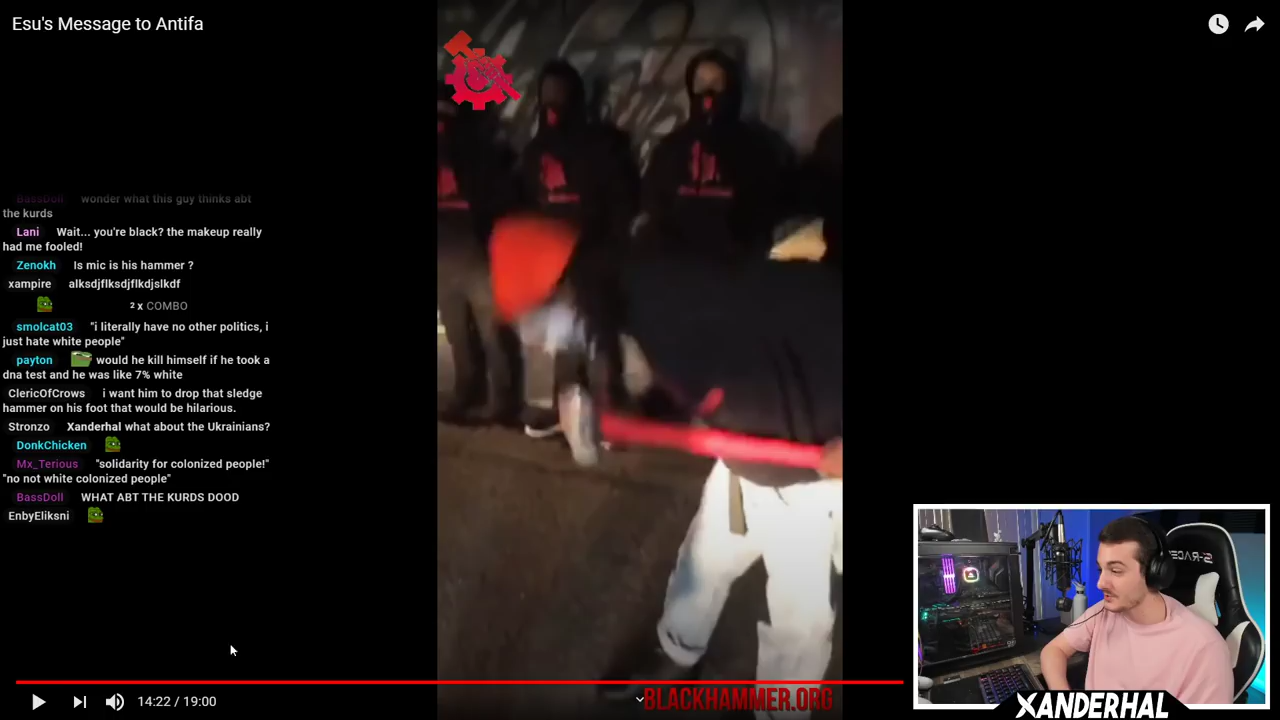 Esu's Message to Antifa
BassDoll wonder what this guy thinks abt
the kurds
Lani Wait... you're black? the makeup really
had me fooled!
Zenokh Is mic is his hammer ?
xampire alksdjflksdjflkdjslkdf
2 x COMBO
smolcat03 "i literally have no other politics, i
just hate white people"
payton would he kill himself if he took a
dna test and he was like 7% white
ClericOfCrows i want him to drop that sledge
hammer on his foot that would be hilarious.
Stronzo Xanderhal what about the Ukrainians?
DonkChicken
Mx_Terious "solidarity for colonized people!"
"no not white colonized people"
BassDoll WHAT ABT THE KURDS DOOD
EnbyEliksni
14:22 / 19:00
BLACKHAMMER.ORG
XANDERHAL